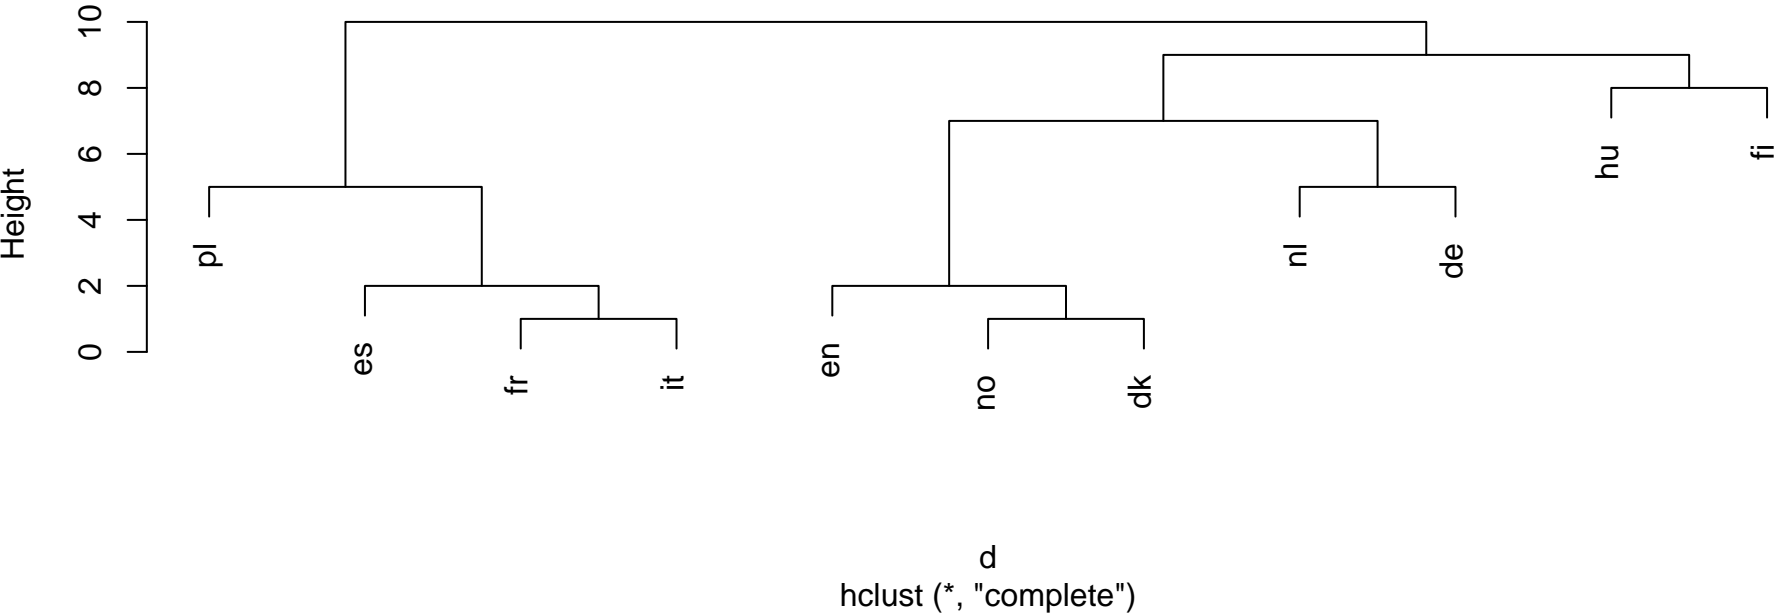 Height
10
8
6
4
2
0
pl
es
fr
it
en
no
dk
nl
de
hu
fi
d
hclust (*, "complete")